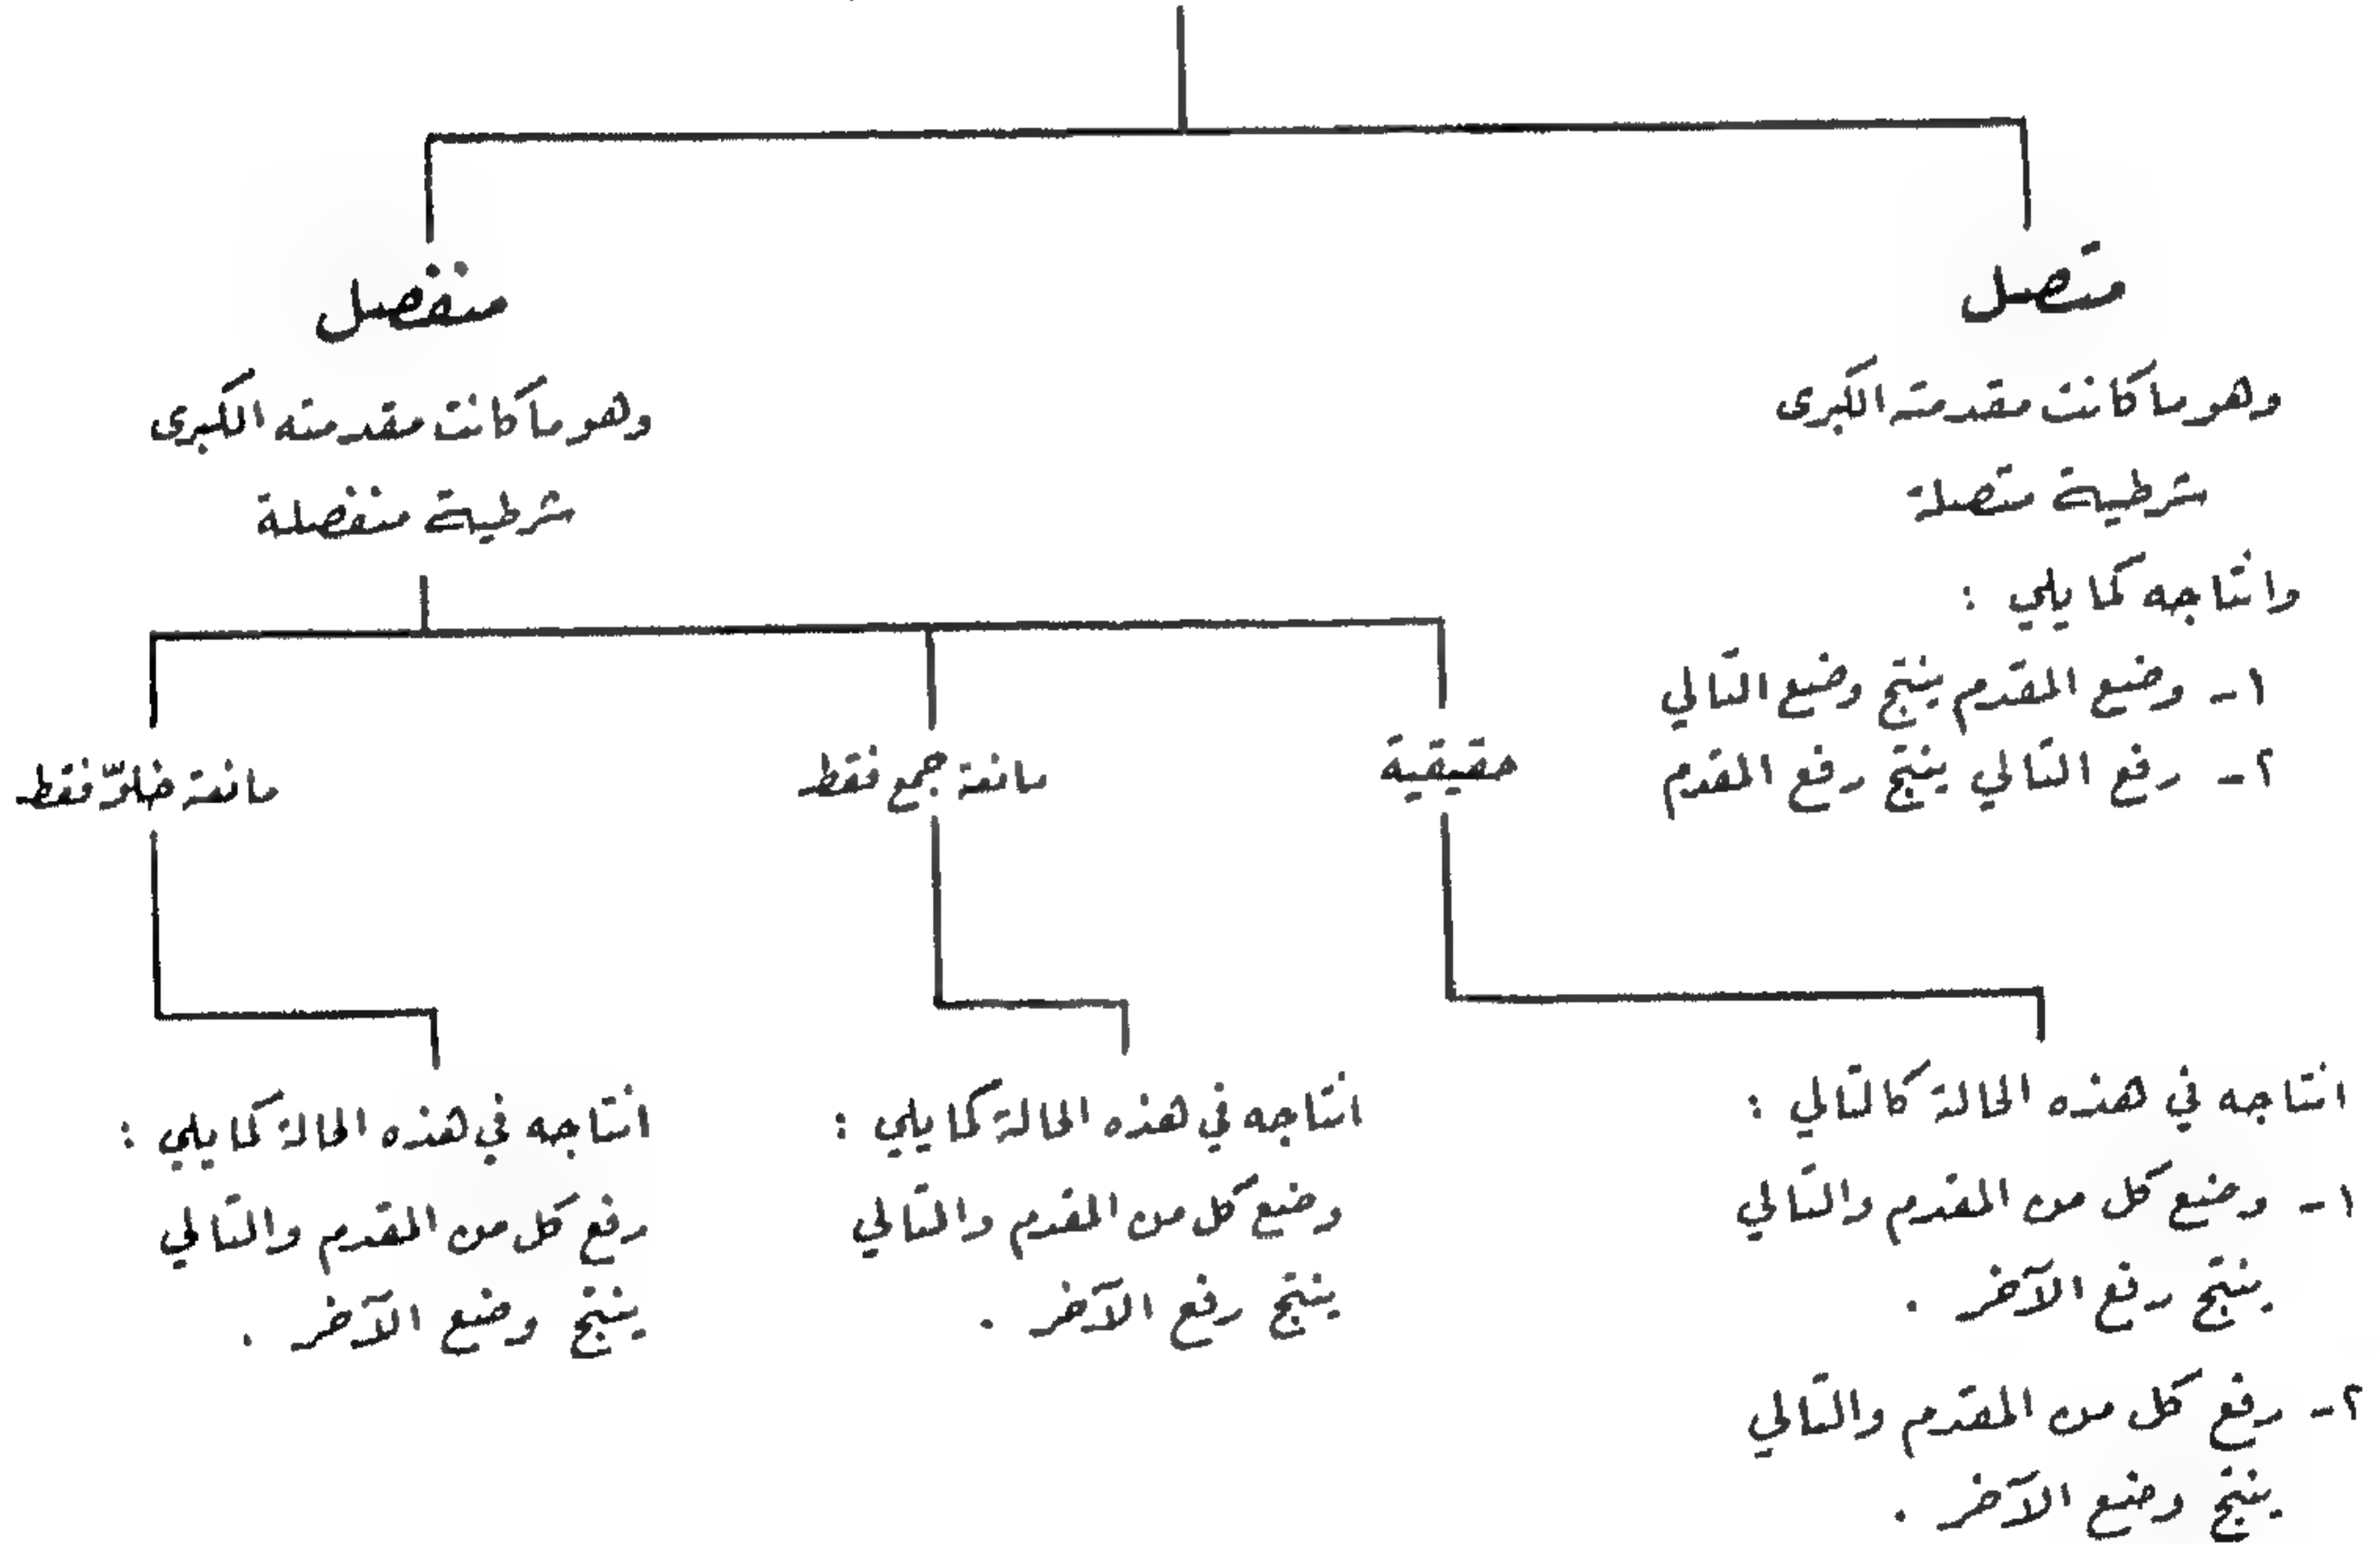 متصل
وهو ما كانت مقدمته الكبرى
شرطية متصلة
وانتاجه كما يلي :
١- وضع المقدم ينتج وضع التالي
٢- رفع التالي ينتج رفع المقدم
منفصل
وهو ما كانت مقدمته الكبرى
شرطية منفصلة
حقيقية
مانعة جمع فقط
مانعة خلوّ فقط
انتاجه في هذه الحالة كالتالي :
١- وضع كل من المقدم والتالي
ينتج رفع الآخر .
٢- رفع كل من المقدم والتالي
ينتج وضع الآخر .
انتاجه في هذه الحالة كما يلي :
وضع كل من المقدم والتالي
ينتج رفع الآخر .
انتاجه في هذه الحالة كما يلي :
رفع كل من المقدم والتالي
ينتج وضع الآخر .